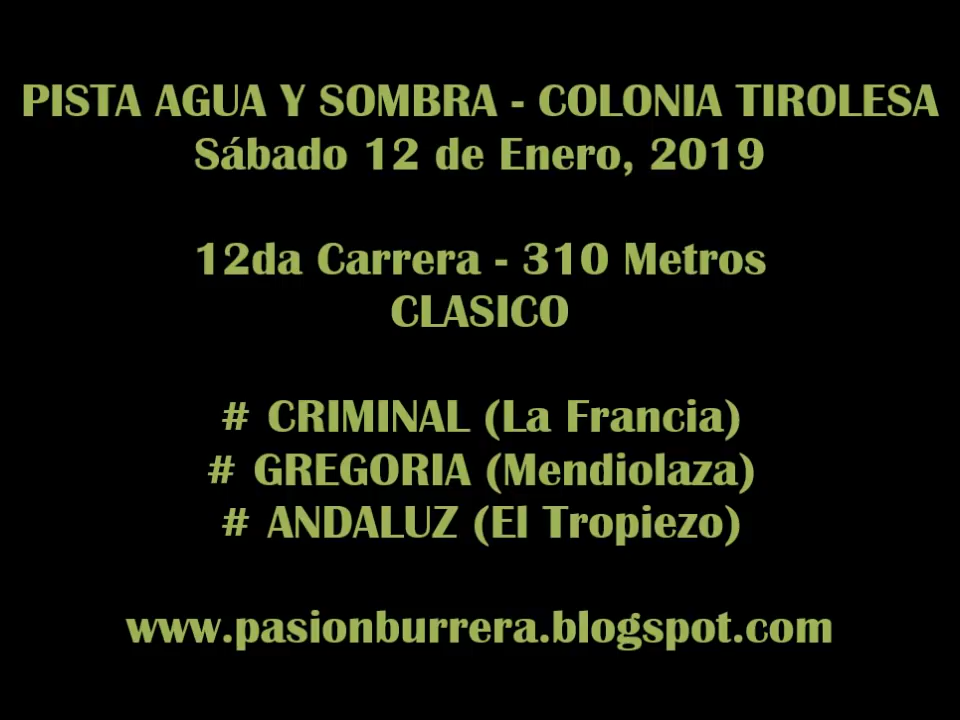 PISTA AGUA Y SOMBRA - COLONIA TIROLESA
Sábado 12 de Enero, 2019
12da Carrera - 310 Metros
CLASICO
# CRIMINAL (La Francia)
# GREGORIA (Mendiolaza)
# ANDALUZ (El Tropiezo)
www.pasionburrera.blogspot.com